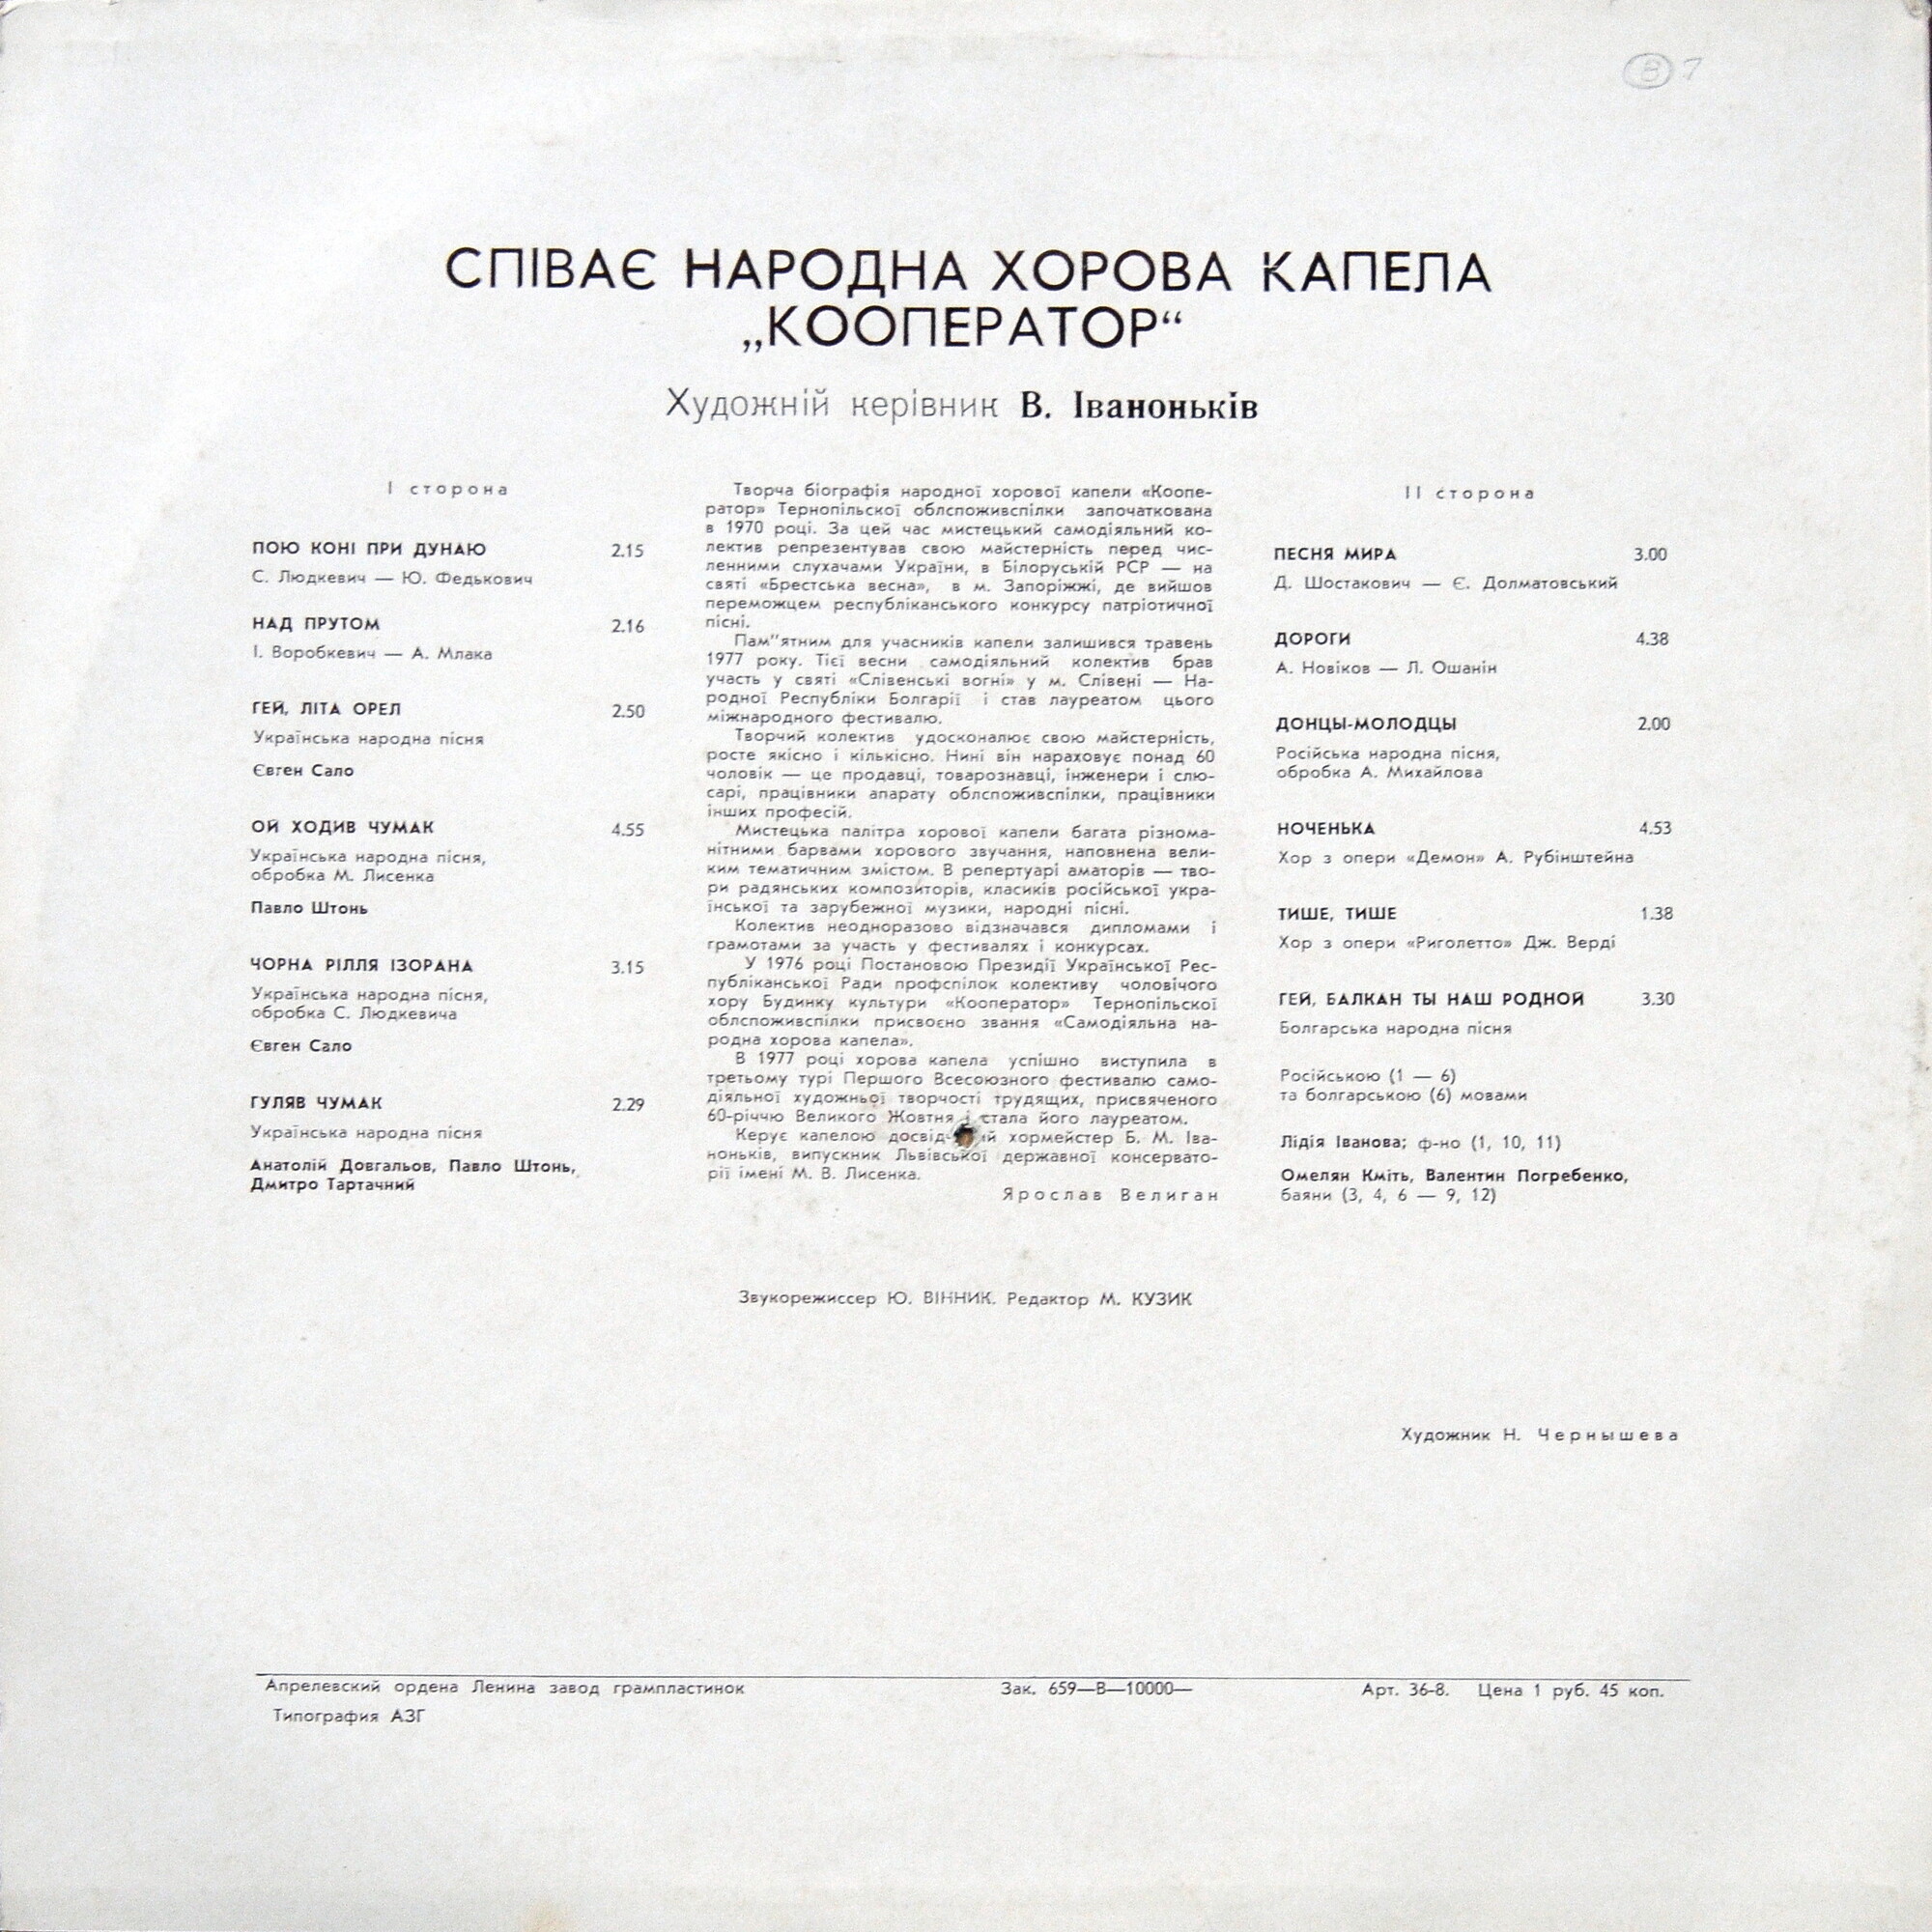 В 7
СПІВАЄ НАРОДНА ХОРОВА КАПЕЛА
„КООПЕРАТОР“
Художній керівник В. Іваноньків
І сторона
ПОЮ КОНІ ПРИ ДУНАЮ 2.15
С. Людкевич — Ю. Федькович
НАД ПРУТОМ 2.16
І. Воробкевич — А. Млака
ГЕЙ, ЛІТА ОРЕЛ 2.50
Українська народна пісня
Євген Сало
ОЙ ХОДИВ ЧУМАК 4.55
Українська народна пісня,
обробка М. Лисенка
Павло Штонь
ЧОРНА РІЛЛЯ ІЗОРАНА 3.15
Українська народна пісня,
обробка С. Людкевича
Євген Сало
ГУЛЯВ ЧУМАК 2.29
Українська народна пісня
Анатолій Довгальов, Павло Штонь,
Дмитро Тартачний
Творча біографія народної хорової капели «Коопе-
ратор» Тернопільскої облспоживспілки започаткована
в 1970 році. За цей час мистецький самодіяльний ко-
лектив репрезентував свою майстерність перед чис-
ленними слухачами України, в Білоруській РСР — на
святі «Брестська весна», в м. Запоріжжі, де вийшов
переможцем республіканського конкурсу патріотичної
пісні.
Пам"ятним для учасників капели залишився травень
1977 року. Тієї весни самодіяльний колектив брав
участь у святі «Слівенські вогні» у м. Слівені — На-
родної Республіки Болгарії і став лауреатом цього
міжнародного фестивалю.
Творчий колектив удосконалює свою майстерність,
росте якісно і кількісно. Нині він нараховує понад 60
чоловік — це продавці, товарознавці, інженери і слю-
сарі, працівники апарату облспоживспілки, працівники
інших професій.
Мистецька палітра хорової капели багата різнома-
нітними барвами хорового звучання, наповнена вели-
ким тематичним змістом. В репертуарі аматорів — тво-
ри радянських композиторів, класиків російської укра-
їнської та зарубежної музики, народні пісні.
Колектив неодноразово відзначався дипломами і
грамотами за участь у фестивалях і конкурсах.
У 1976 році Постановою Президії Української Рес-
публіканської Ради профспілок колективу чоловічого
хору Будинку культури «Кооператор» Тернопільскої
облспоживспілки присвоєно звання «Самодіяльна на-
родна хорова капела».
В 1977 році хорова капела успішно виступила в
третьому турі Першого Всесоюзного фестивалю само-
діяльної художньої творчості трудящих, присвяченого
60-річчю Великого Жовтня і стала його лауреатом.
Керує капелою хормейстер Б. М. Іва-
ноньків, випускник Львівської державної консервато-
рії імені М. В. Лисенка.
Ярослав Велиган
ІІ сторона
ПЕСНЯ МИРА 3.00
Д. Шостакович — Є. Долматовський
ДОРОГИ 4.38
А. Новіков — Л. Ошанін
ДОНЦЫ-МОЛОДЦЫ 2.00
Російська народна пісня,
обробка А. Михайлова
НОЧЕНЬКА 4.53
Хор з опери «Демон» А. Рубінштейна
ТИШЕ, ТИШЕ 1.38
Хор з опери «Риголетто» Дж. Верді
ГЕЙ, БАЛКАН ТЫ НАШ РОДНОЙ 3.30
Болгарська народна пісня
Російською (1 — 6)
та болгарською (6) мовами
Лідія Іванова; ф-но (1, 10, 11)
Омелян Кміть, Валентин Погребенко,
баяни (3, 4, 6 — 9, 12)
Звукорежиссер Ю. ВІННИК. Редактор М. КУЗИК
Художник Н. Чернышева
Апрелевский ордена Ленина завод грампластинок Зак. 659—В—10000— Арт. 36-8. Цена 1 руб. 45 коп.
Типография АЗГ